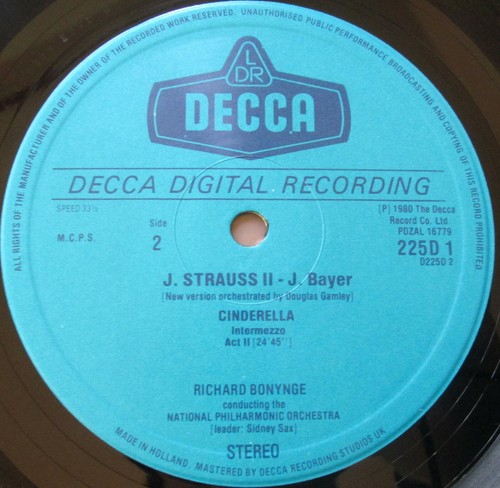 ALL RIGHTS OF THE MANUFACTURER AND OF THE OWNER OF THE RECORDED WORK RESERVED. UNAUTHORISED PUBLIC PERFORMANCE, BROADCASTING AND COPYING OF THIS RECORD PROHIBITED
L
DR
DECCA
DECCA DIGITAL RECORDING
SPEED 33⅓
[P] 1980 The Decca
Record Co. Ltd.
M.C.P.S.
Side
2
PDZAL 16779
225D 1
D225D 2
J. STRAUSS II - J. Bayer
[New version orchestrated by Douglas Gamley]
CINDERELLA
Intermezzo
Act II [24'45'']
RICHARD BONYNGE
conducting the
NATIONAL PHILHARMONIC ORCHESTRA
[leader: Sidney Sax]
STEREO
MADE IN HOLLAND. MASTERED BY DECCA RECORDING STUDIOS UK